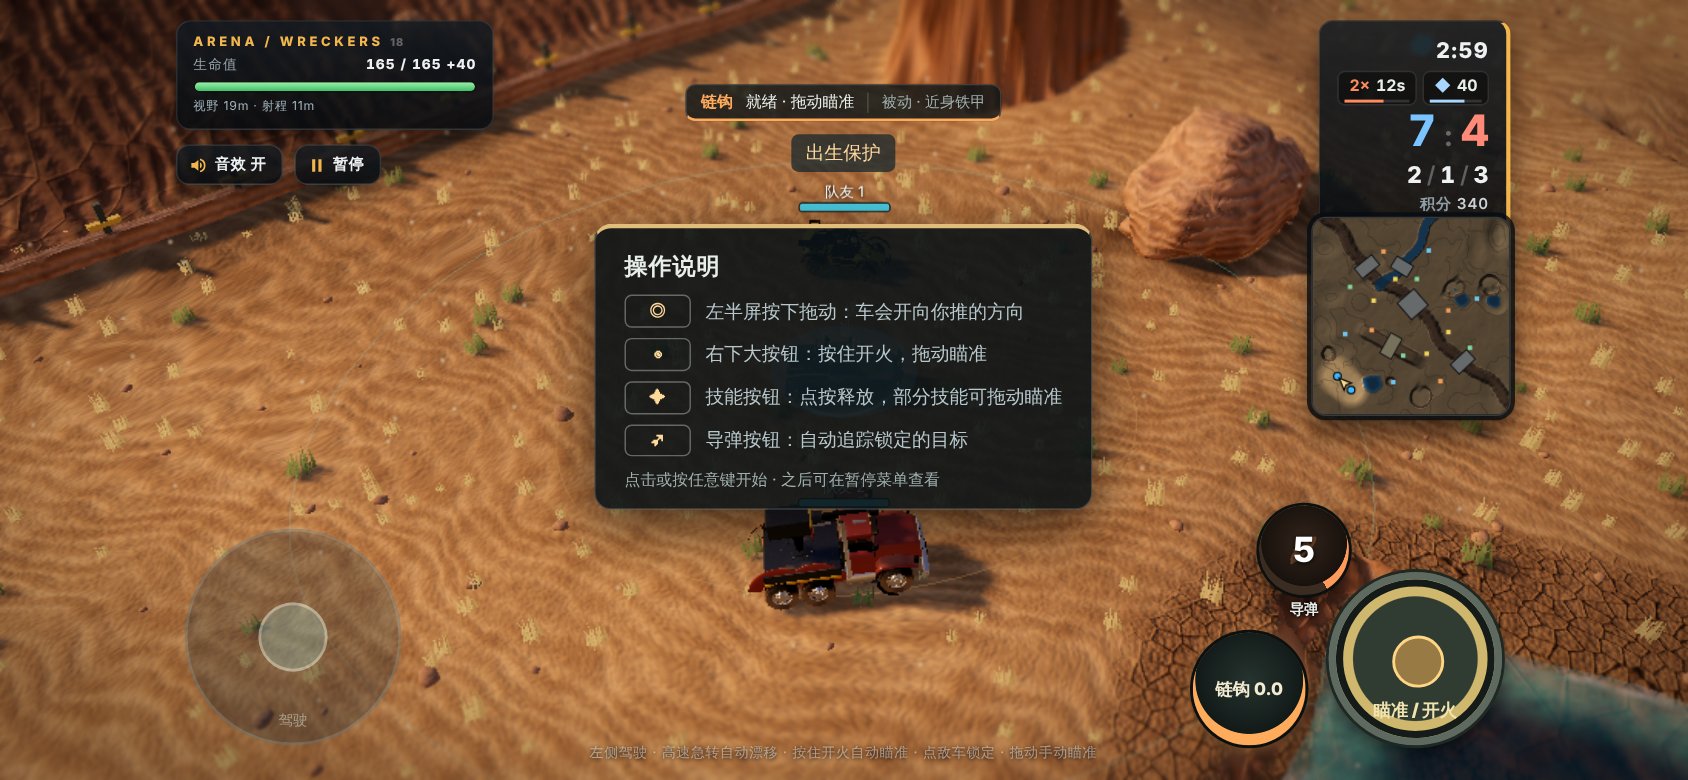 ARENA / WRECKERS 18
生命值 165 / 165 +40
视野 19m · 射程 11m
音效 开
暂停
链钩 就绪 · 拖动瞄准 被动 · 近身铁甲
出生保护
队友 1
2:59
2× 12s
40
7 : 4
2 / 1 / 3
积分 340
操作说明
左半屏按下拖动：车会开向你推的方向
右下大按钮：按住开火，拖动瞄准
技能按钮：点按释放，部分技能可拖动瞄准
导弹按钮：自动追踪锁定的目标
点击或按任意键开始 · 之后可在暂停菜单查看
5
导弹
链钩 0.0
瞄准 / 开火
驾驶
左侧驾驶 · 高速急转自动漂移 · 按住开火自动瞄准 · 点敌车锁定 · 拖动手动瞄准